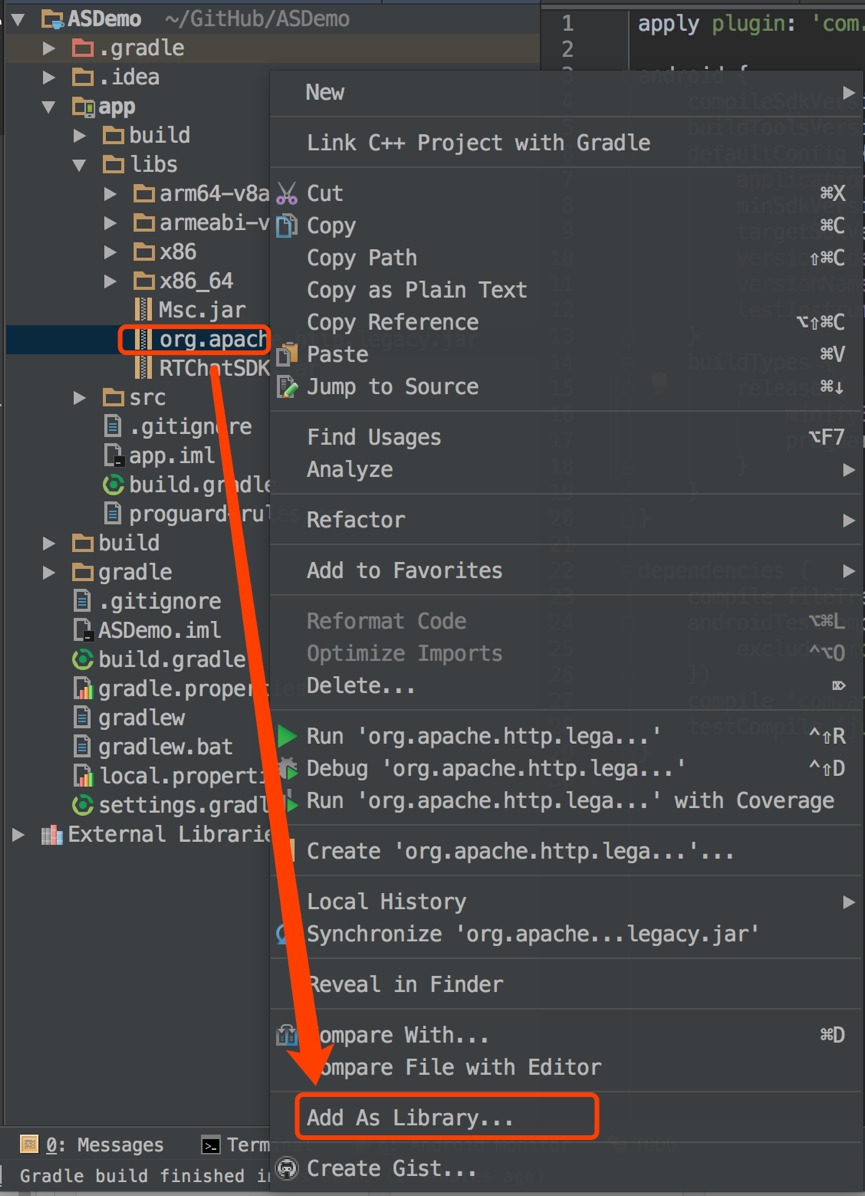 ASDemo ~/GitHub/ASDemo
.gradle
.idea
app
build
libs
arm64-v8a
armeabi-v
x86
x86_64
Msc.jar
org.apach
RTChatSDK
src
.gitignore
app.iml
build.gradle
proguard-rul
build
gradle
.gitignore
ASDemo.iml
build.gradle
gradle.propert
gradlew
gradlew.bat
local.properti
settings.gradl
External Librarie
0: Messages
Term
Gradle build finished in
1 apply plugin: 'com.
2
New
Link C++ Project with Gradle
Cut ⌘X
Copy ⌘C
Copy Path ⇧⌘C
Copy as Plain Text
Copy Reference ⌥⇧⌘C
Paste ⌘V
Jump to Source ⌘↓
Find Usages ⌥F7
Analyze
Refactor
Add to Favorites
Reformat Code ⌥⌘L
Optimize Imports ^⌥O
Delete... ⌦
Run 'org.apache.http.lega...' ^⇧R
Debug 'org.apache.http.lega...' ^⇧D
Run 'org.apache.http.lega...' with Coverage
Create 'org.apache.http.lega...'...
Local History
Synchronize 'org.apache...legacy.jar'
Reveal in Finder
ompare With... ⌘D
ompare File with Editor
Add As Library...
Create Gist...